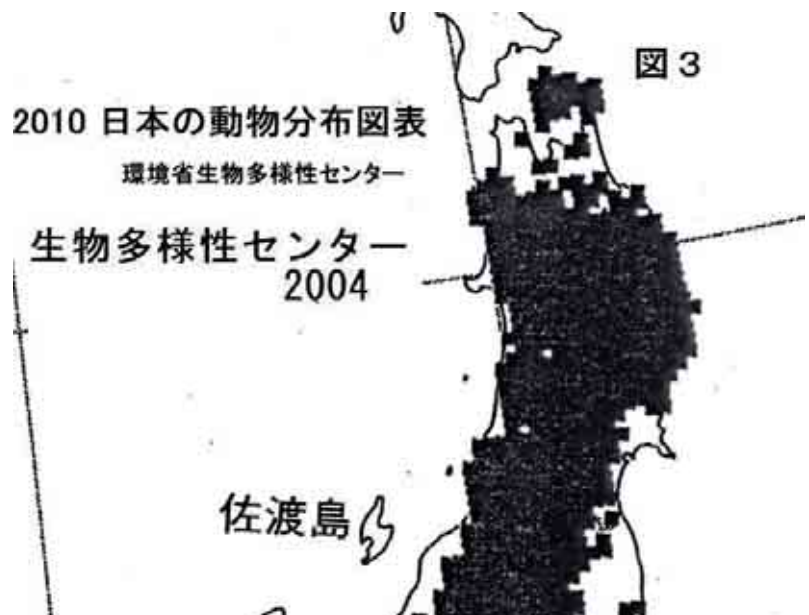 図3
2010 日本の動物分布図表
環境省生物多様性センター
生物多様性センター
2004
佐渡島